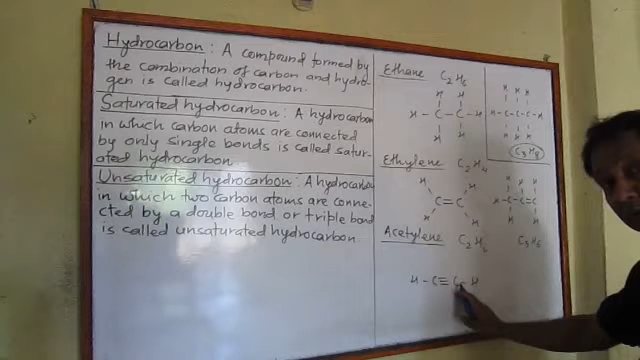 Hydrocarbon : A compound formed by
the combination of carbon and hydro-
gen is called hydrocarbon.
Saturated hydrocarbon : A hydrocarbon
in which carbon atoms are connected
by only single bonds is called satur-
ated hydrocarbon.
Unsaturated hydrocarbon : A hydrocarbon
in which two carbon atoms are conne-
cted by a double bond or triple bond
is called unsaturated hydrocarbon.
Ethane C2H6
H H
H - C - C - H
H H
Ethylene C2H4
H H
C = C
H H
Acetylene C2H2
H - C ≡ C - H
H H H
H - C - C - C - H
H H H
C3H8
H H H
H - C - C = C
H H
C3H6